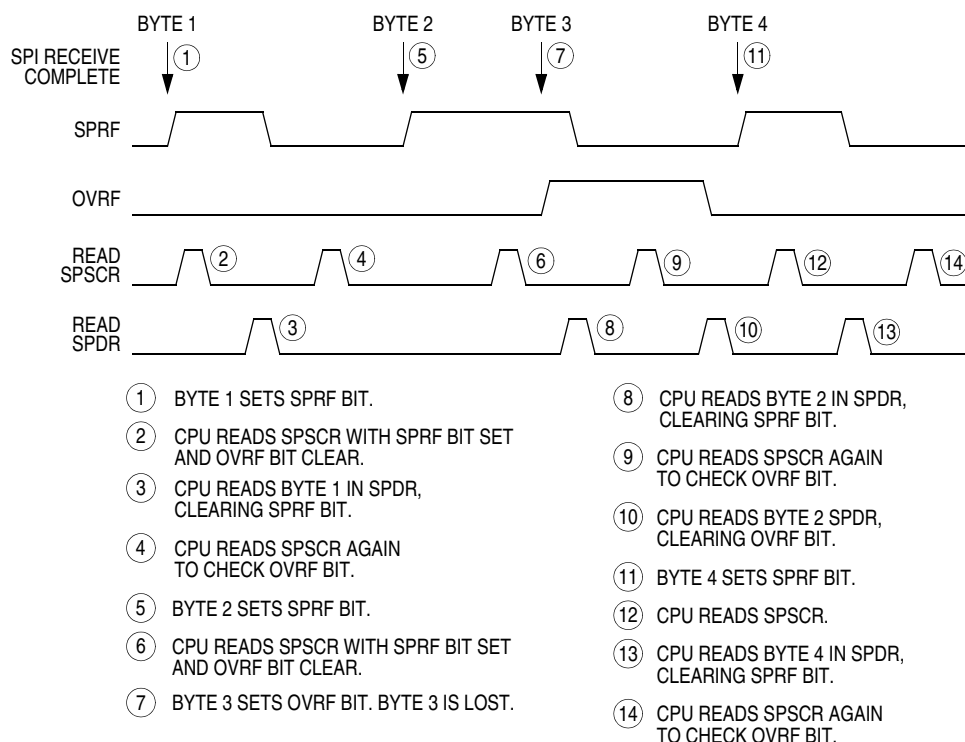 BYTE 1 BYTE 2 BYTE 3 BYTE 4
SPI RECEIVE
COMPLETE
1 5 7 11
SPRF
OVRF
READ
SPSCR
2 4 6 9 12 14
READ
SPDR
3 8 10 13
1 BYTE 1 SETS SPRF BIT.
2 CPU READS SPSCR WITH SPRF BIT SET
AND OVRF BIT CLEAR.
3 CPU READS BYTE 1 IN SPDR,
CLEARING SPRF BIT.
4 CPU READS SPSCR AGAIN
TO CHECK OVRF BIT.
5 BYTE 2 SETS SPRF BIT.
6 CPU READS SPSCR WITH SPRF BIT SET
AND OVRF BIT CLEAR.
7 BYTE 3 SETS OVRF BIT. BYTE 3 IS LOST.
8 CPU READS BYTE 2 IN SPDR,
CLEARING SPRF BIT.
9 CPU READS SPSCR AGAIN
TO CHECK OVRF BIT.
10 CPU READS BYTE 2 SPDR,
CLEARING OVRF BIT.
11 BYTE 4 SETS SPRF BIT.
12 CPU READS SPSCR.
13 CPU READS BYTE 4 IN SPDR,
CLEARING SPRF BIT.
14 CPU READS SPSCR AGAIN
TO CHECK OVRF BIT.